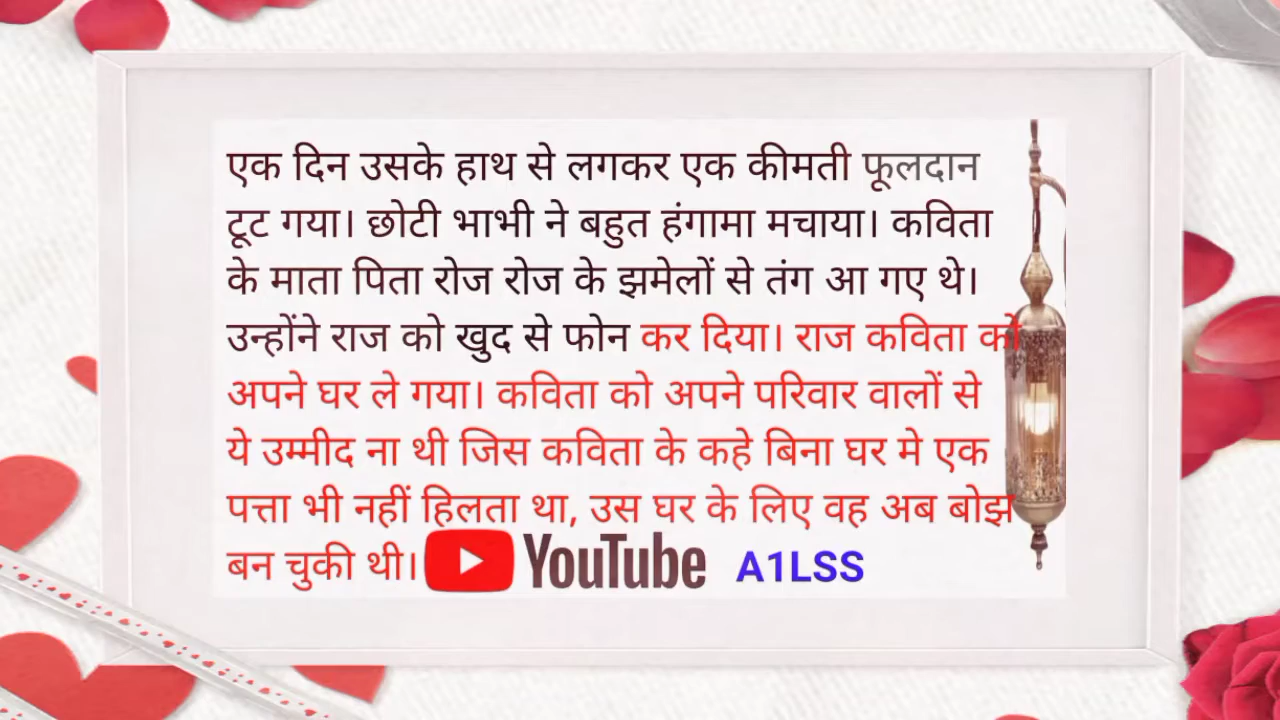 एक दिन उसके हाथ से लगकर एक कीमती फूलदान
टूट गया। छोटी भाभी ने बहुत हंगामा मचाया। कविता
के माता पिता रोज रोज के झमेलों से तंग आ गए थे।
उन्होंने राज को खुद से फोन कर दिया। राज कविता को
अपने घर ले गया। कविता को अपने परिवार वालों से
ये उम्मीद ना थी जिस कविता के कहे बिना घर मे एक
पत्ता भी नहीं हिलता था, उस घर के लिए वह अब बोझ
बन चुकी थी। YouTube A1LSS